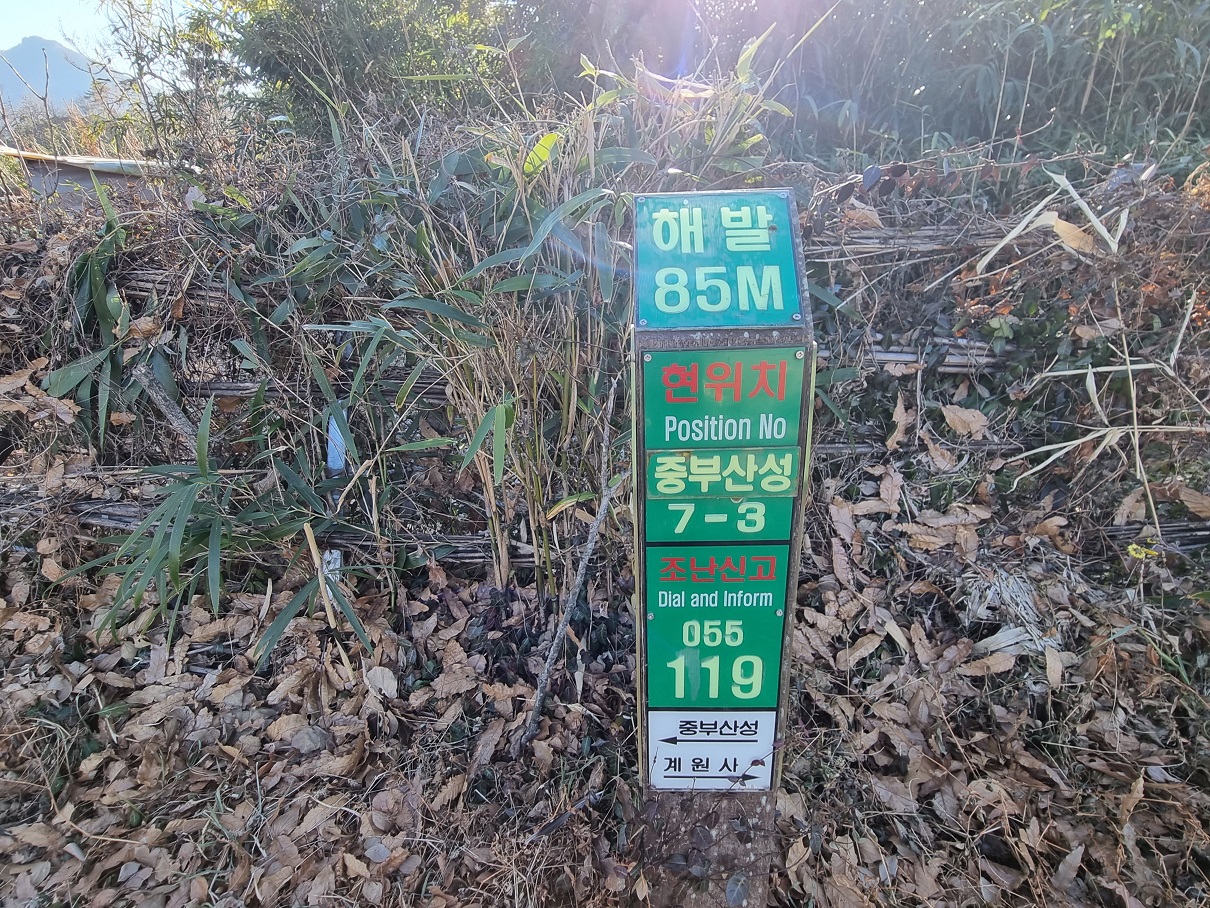 해발
85M
현위치
Position No
중부산성
7-3
조난신고
Dial and Inform
055
119
중부산성
계원사